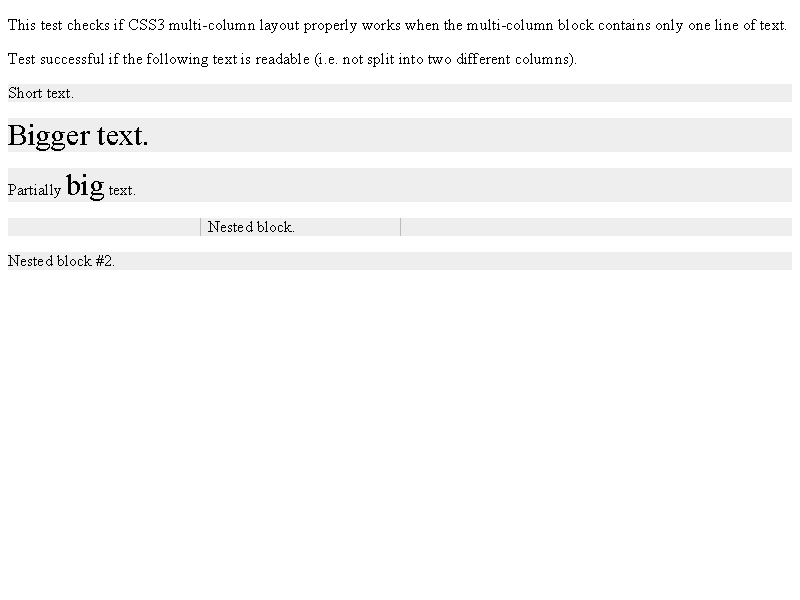 This test checks if CSS3 multi-column layout properly works when the multi-column block contains only one line of text.
Test successful if the following text is readable (i.e. not split into two different columns).
Short text.
Bigger text.
Partially big text.
Nested block.
Nested block #2.